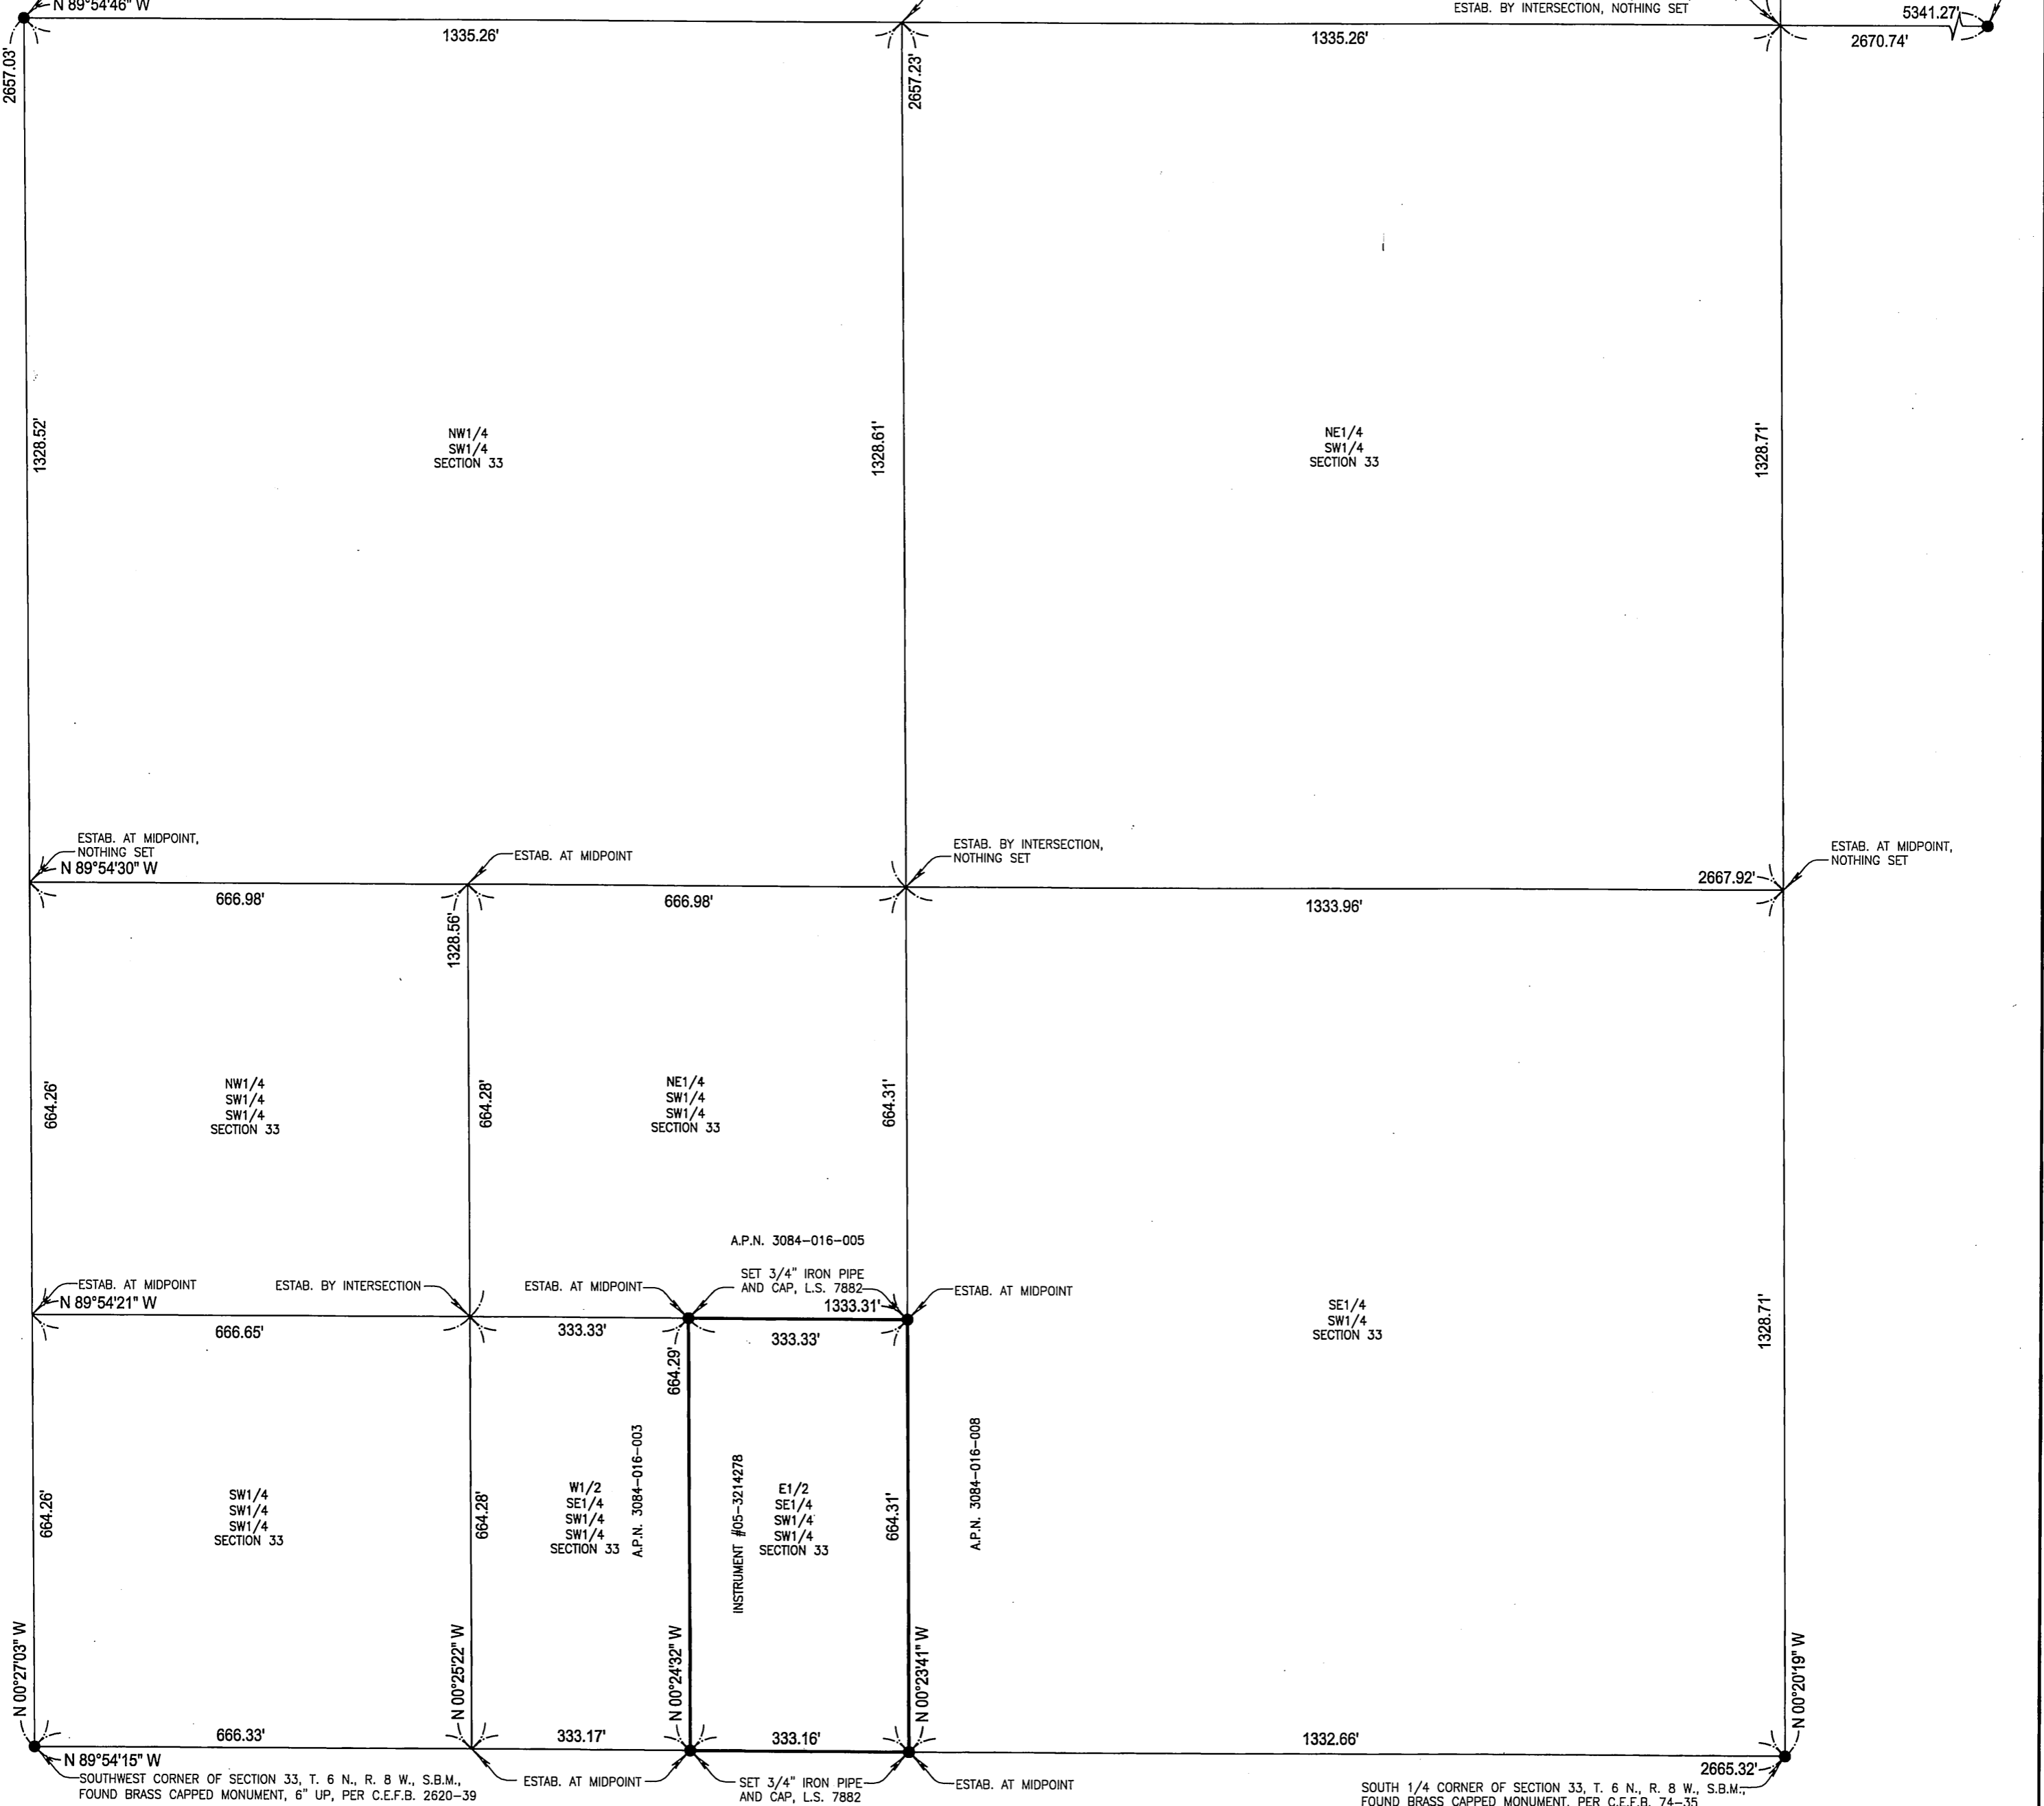 N 89°54'46" W
ESTAB. BY INTERSECTION, NOTHING SET
5341.27'
1335.26'
1335.26'
2670.74'
2657.03'
2657.23'
1328.52'
NW1/4
SW1/4
SECTION 33
1328.61'
NE1/4
SW1/4
SECTION 33
1328.71'
ESTAB. AT MIDPOINT,
NOTHING SET
N 89°54'30" W
ESTAB. AT MIDPOINT
ESTAB. BY INTERSECTION,
NOTHING SET
ESTAB. AT MIDPOINT,
NOTHING SET
2667.92'
666.98'
666.98'
1333.96'
1328.56'
664.26'
NW1/4
SW1/4
SW1/4
SECTION 33
664.28'
NE1/4
SW1/4
SW1/4
SECTION 33
664.31'
A.P.N. 3084-016-005
ESTAB. AT MIDPOINT
N 89°54'21" W
ESTAB. BY INTERSECTION
ESTAB. AT MIDPOINT
SET 3/4" IRON PIPE
AND CAP, L.S. 7882
1333.31'
ESTAB. AT MIDPOINT
666.65'
333.33'
333.33'
SE1/4
SW1/4
SECTION 33
1328.71'
664.29'
664.26'
SW1/4
SW1/4
SW1/4
SECTION 33
664.28'
W1/2
SE1/4
SW1/4
SW1/4
SECTION 33
A.P.N. 3084-016-003
INSTRUMENT #05-3214278
E1/2
SE1/4
SW1/4
SW1/4
SECTION 33
664.31'
A.P.N. 3084-016-008
N 00°27'03" W
N 00°25'22" W
N 00°24'32" W
N 00°23'41" W
N 00°20'19" W
666.33'
333.17'
333.16'
1332.66'
N 89°54'15" W
2665.32'
SOUTHWEST CORNER OF SECTION 33, T. 6 N., R. 8 W., S.B.M.,
FOUND BRASS CAPPED MONUMENT, 6" UP, PER C.E.F.B. 2620-39
ESTAB. AT MIDPOINT
SET 3/4" IRON PIPE
AND CAP, L.S. 7882
ESTAB. AT MIDPOINT
SOUTH 1/4 CORNER OF SECTION 33, T. 6 N., R. 8 W., S.B.M.,
FOUND BRASS CAPPED MONUMENT, PER C.E.F.B. 74-35